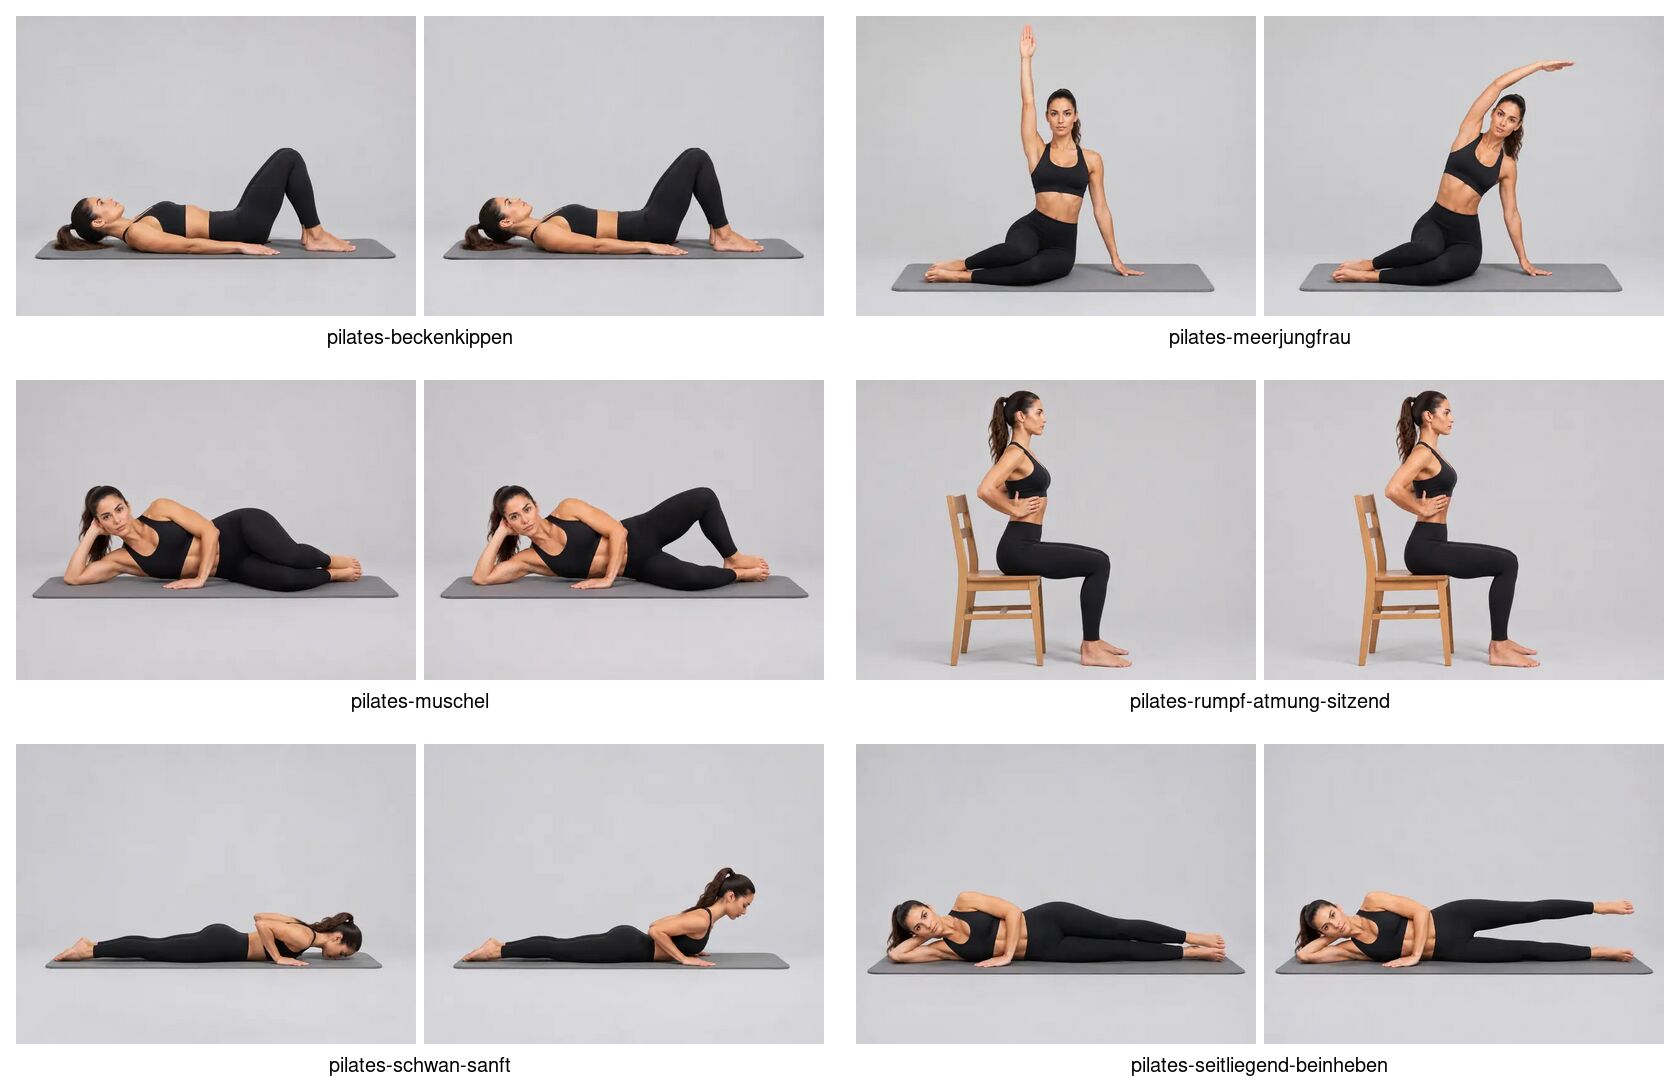 pilates-beckenkippen
pilates-meerjungfrau
pilates-muschel
pilates-rumpf-atmung-sitzend
pilates-schwan-sanft
pilates-seitliegend-beinheben